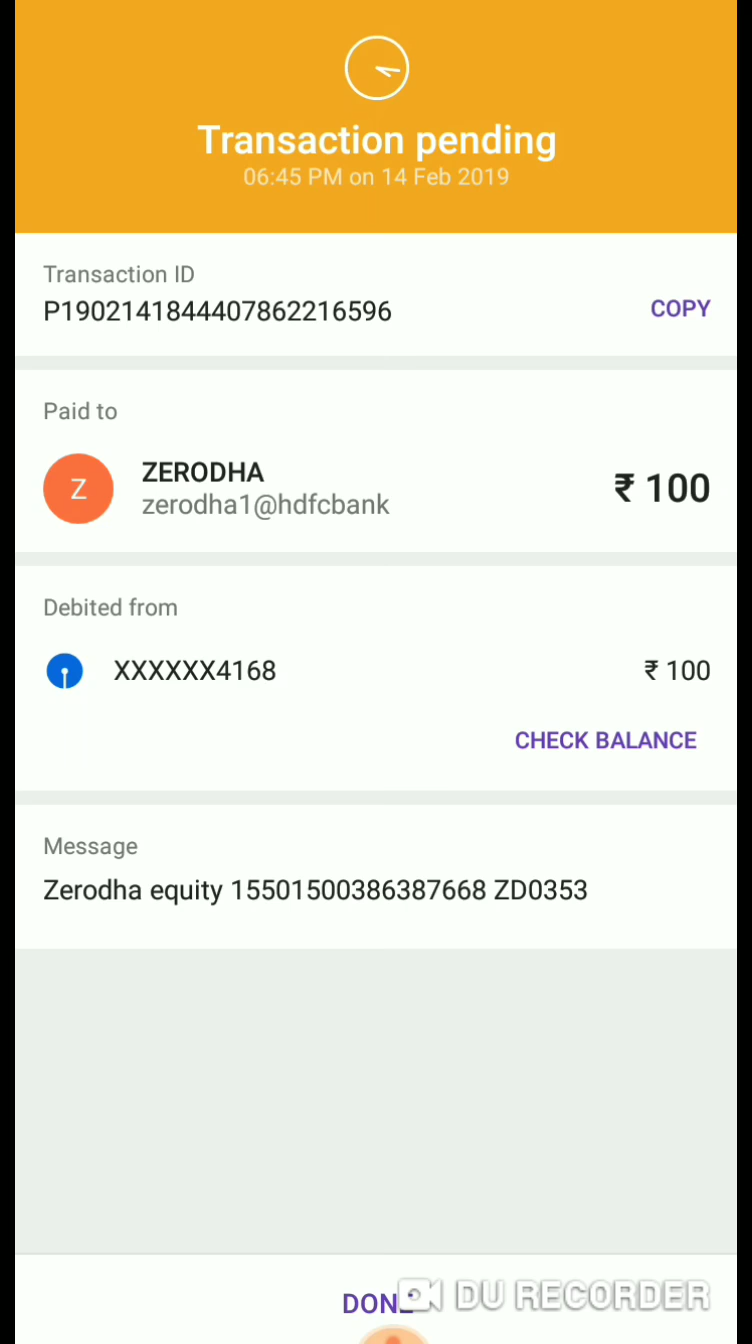 Transaction pending
06:45 PM on 14 Feb 2019
Transaction ID
P1902141844407862216596
COPY
Paid to
Z
ZERODHA
zerodha1@hdfcbank
₹ 100
Debited from
XXXXXX4168
₹ 100
CHECK BALANCE
Message
Zerodha equity 15501500386387668 ZD0353
DONE
DU RECORDER